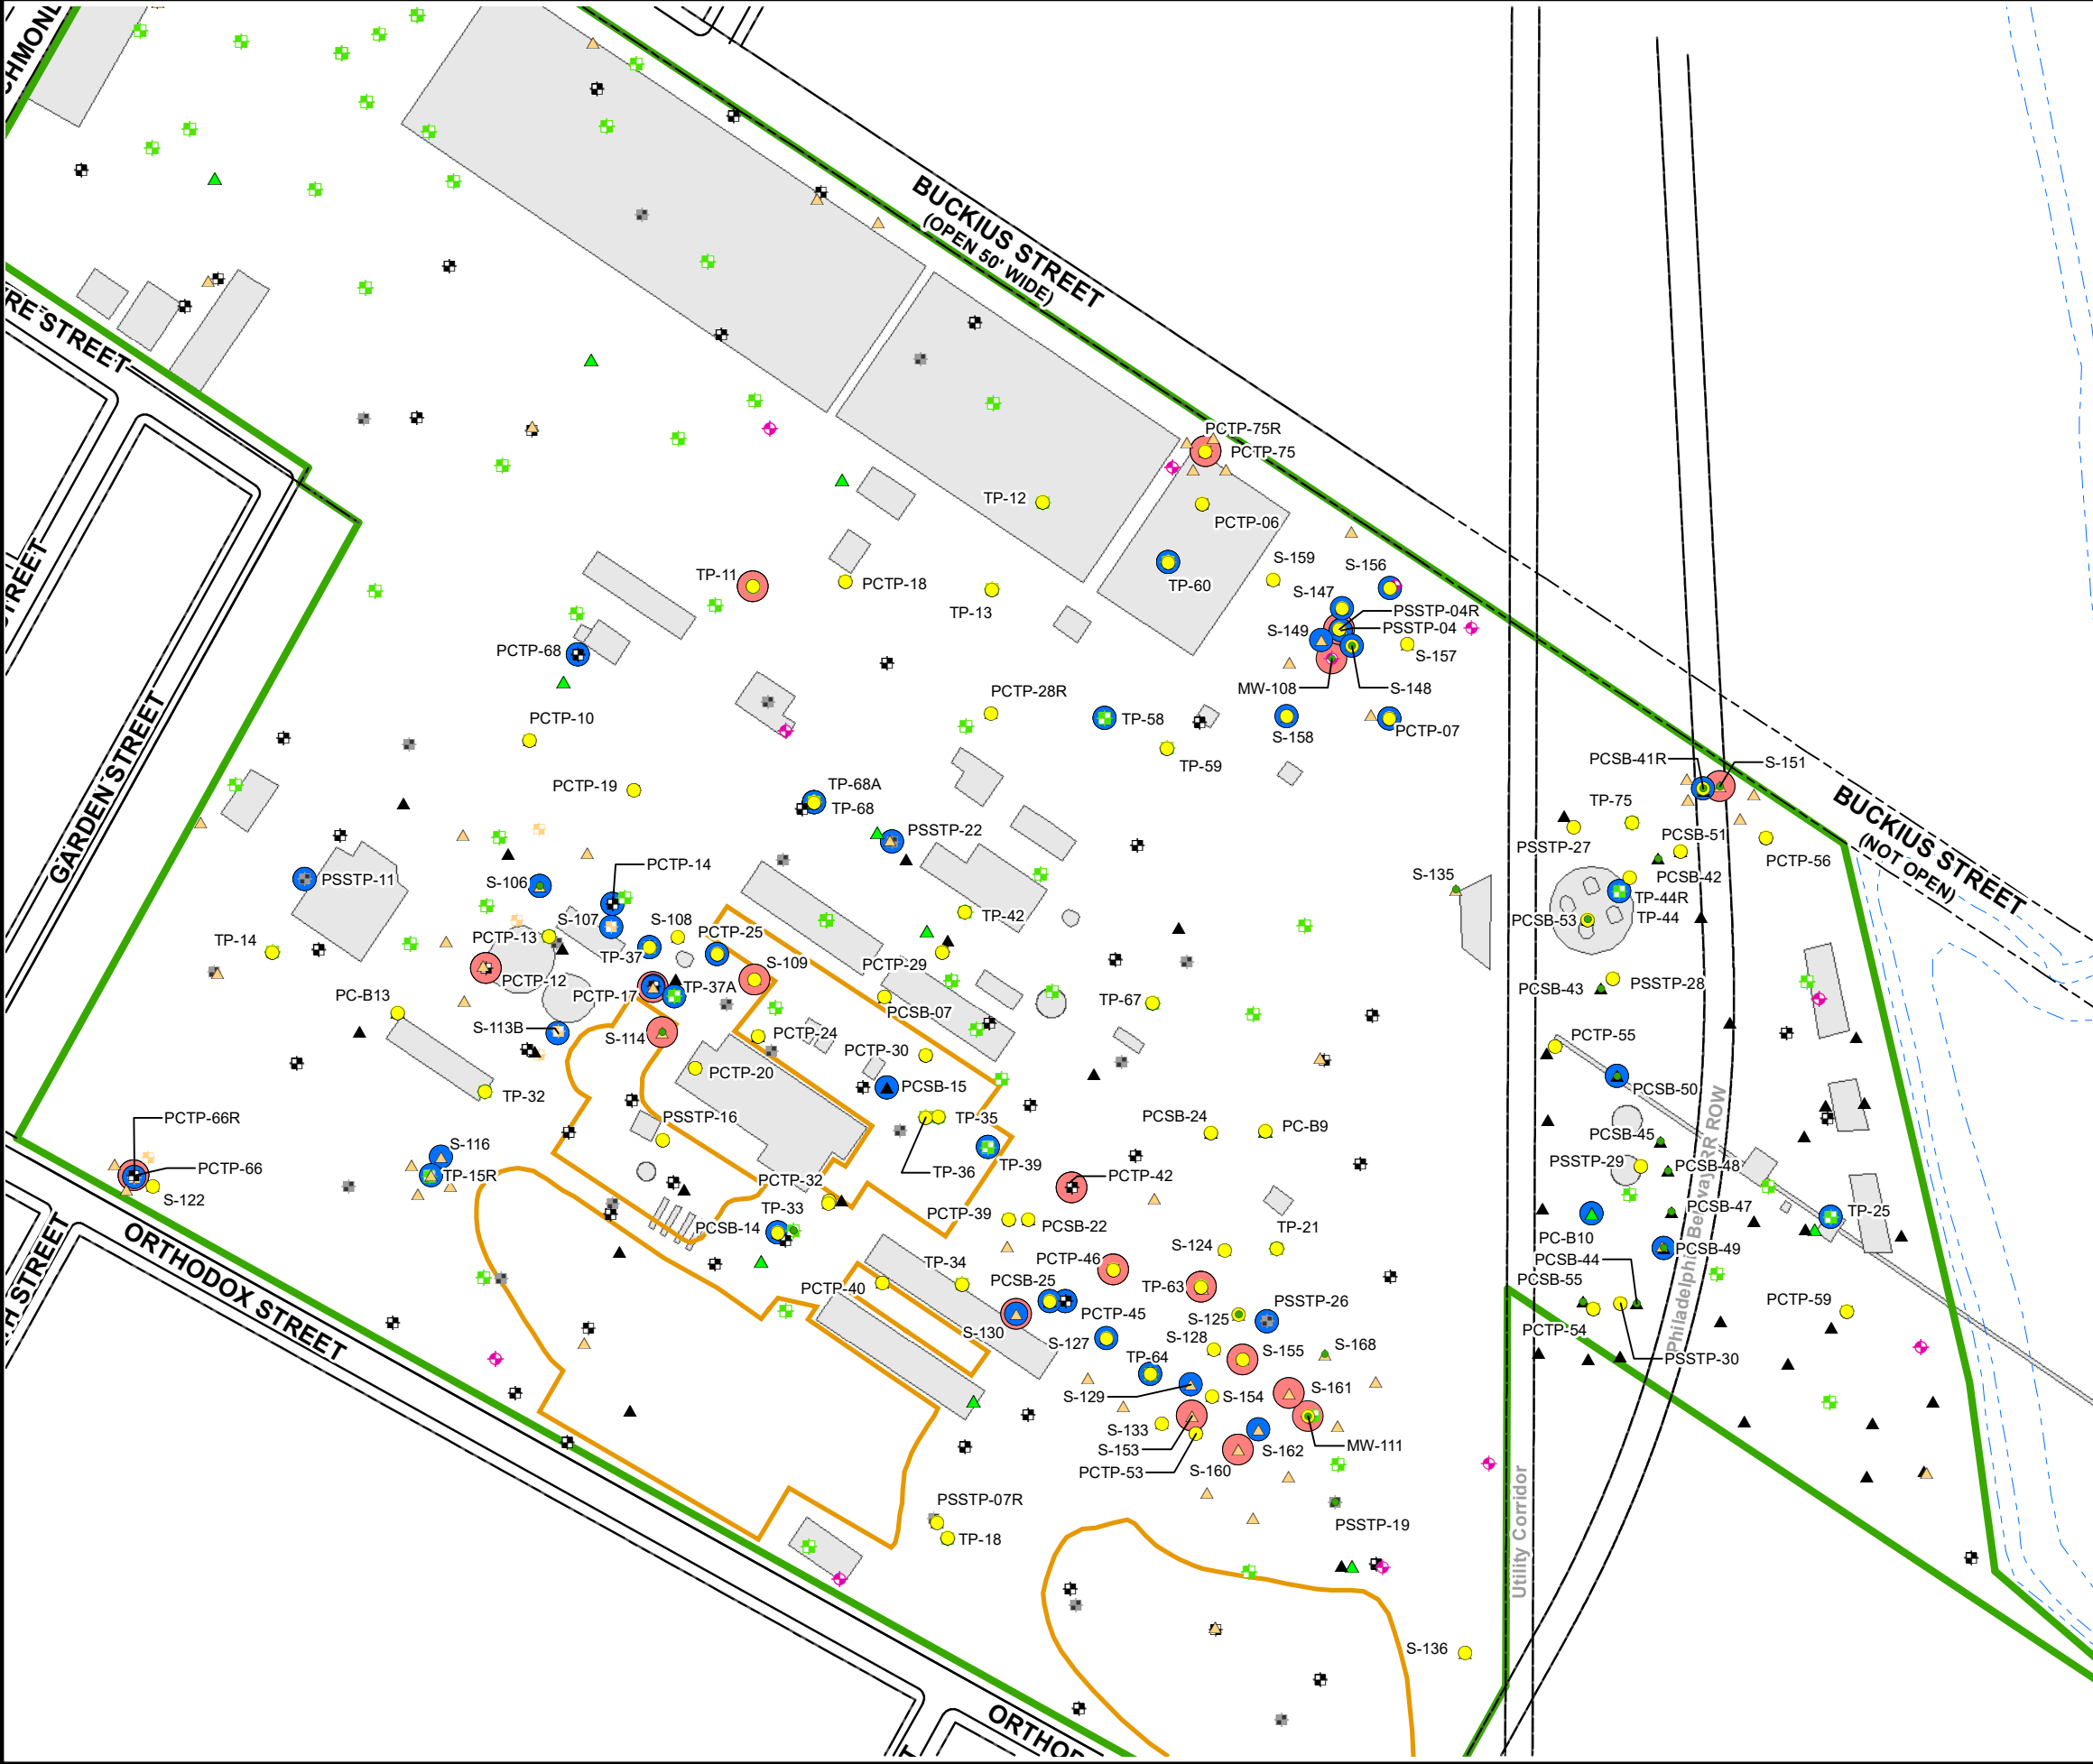 CHMOND
BUCKIUS STREET
(OPEN 50' WIDE)
RE STREET
STREET
GARDEN STREET
PCTP-75R
PCTP-75
TP-12
PCTP-06
S-159
S-156
TP-11
PCTP-18
TP-60
TP-13
S-147
PSSTP-04R
PSSTP-04
S-149
S-157
PCTP-68
MW-108
S-148
PCTP-28R
PCTP-10
TP-58
S-158
PCTP-07
TP-59
PCSB-41R
S-151
PCTP-19
TP-68A
TP-68
TP-75
BUCKIUS STREET
(NOT OPEN)
PSSTP-22
PCSB-51
PSSTP-27
PCTP-56
PCTP-14
PSSTP-11
S-106
S-135
PCSB-42
TP-44R
TP-44
PCSB-53
S-107
S-108
TP-42
PCTP-25
TP-14
PCTP-13
TP-37
S-109
PCTP-29
PCTP-12
TP-37A
PCTP-17
PC-B13
TP-67
PCSB-43
PSSTP-28
PCSB-07
S-113B
S-114
PCTP-24
PCTP-55
PCTP-30
PCTP-20
PCSB-15
PCSB-50
TP-32
PCTP-66R
PSSTP-16
TP-35
PCSB-24
PC-B9
PCSB-45
S-116
PCTP-66
TP-15R
TP-39
PSSTP-29
PCSB-48
TP-36
PCTP-42
S-122
PCTP-32
TP-33
PCSB-14
PCTP-39
PCSB-22
TP-21
PCSB-47
TP-25
PC-B10
S-124
PCSB-49
PCSB-44
ORTHODOX STREET
H STREET
PCTP-46
TP-34
PCSB-25
PCTP-40
TP-63
PCSB-55
PCTP-59
PCTP-45
S-125
PSSTP-26
S-130
S-127
PCTP-54
S-128
S-155
S-168
PSSTP-30
TP-64
S-129
S-154
S-161
S-133
S-153
S-162
MW-111
PCTP-53
S-160
PSSTP-07R
TP-18
PSSTP-19
Utility Corridor
S-136
ORTHOD
T